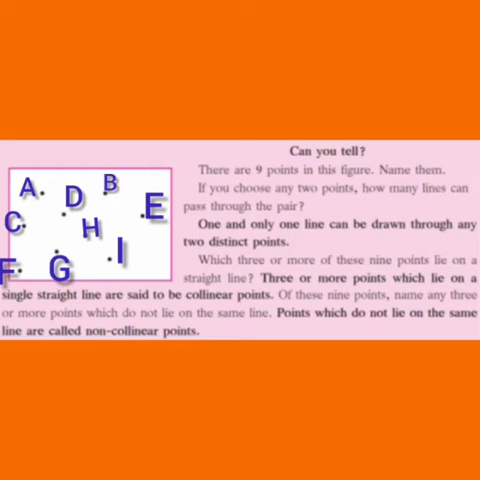 Can you tell?
There are 9 points in this figure. Name them.
If you choose any two points, how many lines can
pass through the pair?
One and only one line can be drawn through any
two distinct points.
Which three or more of these nine points lie on a
straight line? Three or more points which lie on a
single straight line are said to be collinear points. Of these nine points, name any three
or more points which do not lie on the same line. Points which do not lie on the same
line are called non-collinear points.
A
B
D
E
C
H
I
F
G